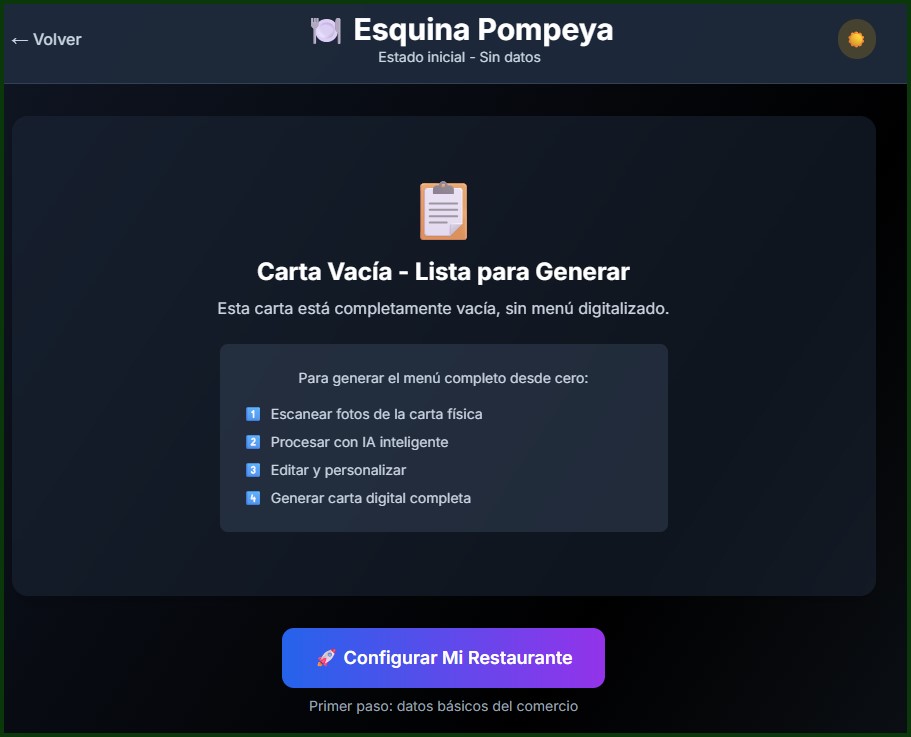 ← Volver
🍽️ Esquina Pompeya
Estado inicial - Sin datos
Carta Vacía - Lista para Generar
Esta carta está completamente vacía, sin menú digitalizado.
Para generar el menú completo desde cero:
1️⃣ Escanear fotos de la carta física
2️⃣ Procesar con IA inteligente
3️⃣ Editar y personalizar
4️⃣ Generar carta digital completa
🚀 Configurar Mi Restaurante
Primer paso: datos básicos del comercio